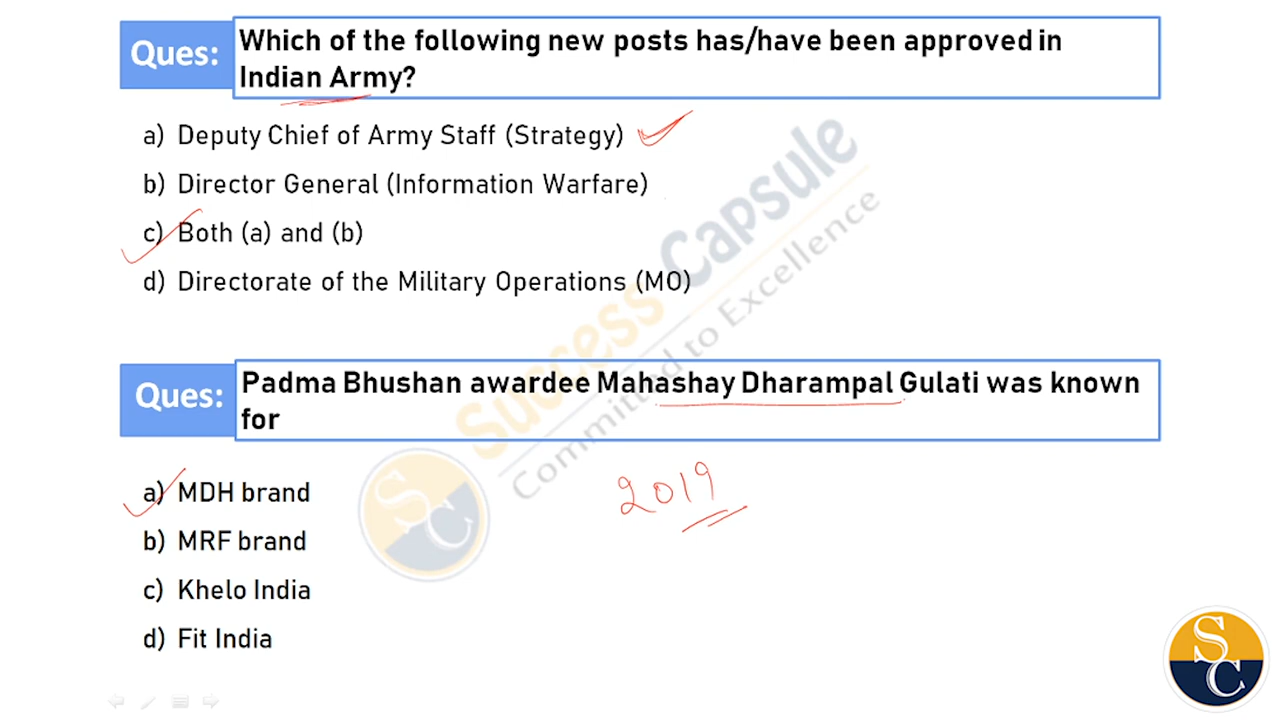 Ques:
Which of the following new posts has/have been approved in
Indian Army?
a) Deputy Chief of Army Staff (Strategy)
b) Director General (Information Warfare)
c) Both (a) and (b)
d) Directorate of the Military Operations (MO)
Ques:
Padma Bhushan awardee Mahashay Dharampal Gulati was known
for
a) MDH brand
b) MRF brand
c) Khelo India
d) Fit India
2019
Success Capsule
Committed to Excellence
SC
SC